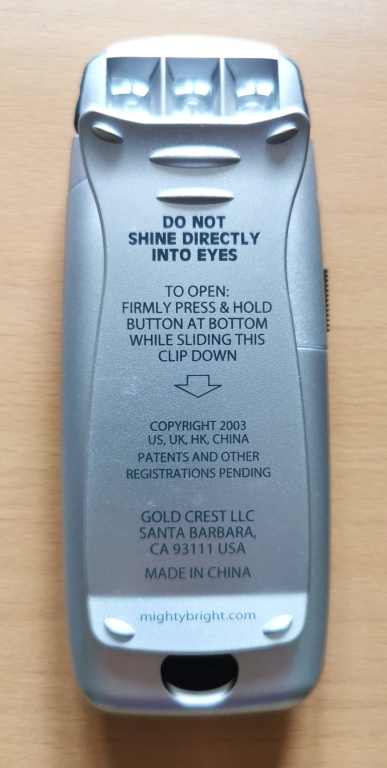 DO NOT
SHINE DIRECTLY
INTO EYES
TO OPEN:
FIRMLY PRESS & HOLD
BUTTON AT BOTTOM
WHILE SLIDING THIS
CLIP DOWN
COPYRIGHT 2003
US, UK, HK, CHINA
PATENTS AND OTHER
REGISTRATIONS PENDING
GOLD CREST LLC
SANTA BARBARA,
CA 93111 USA
MADE IN CHINA
mightybright.com